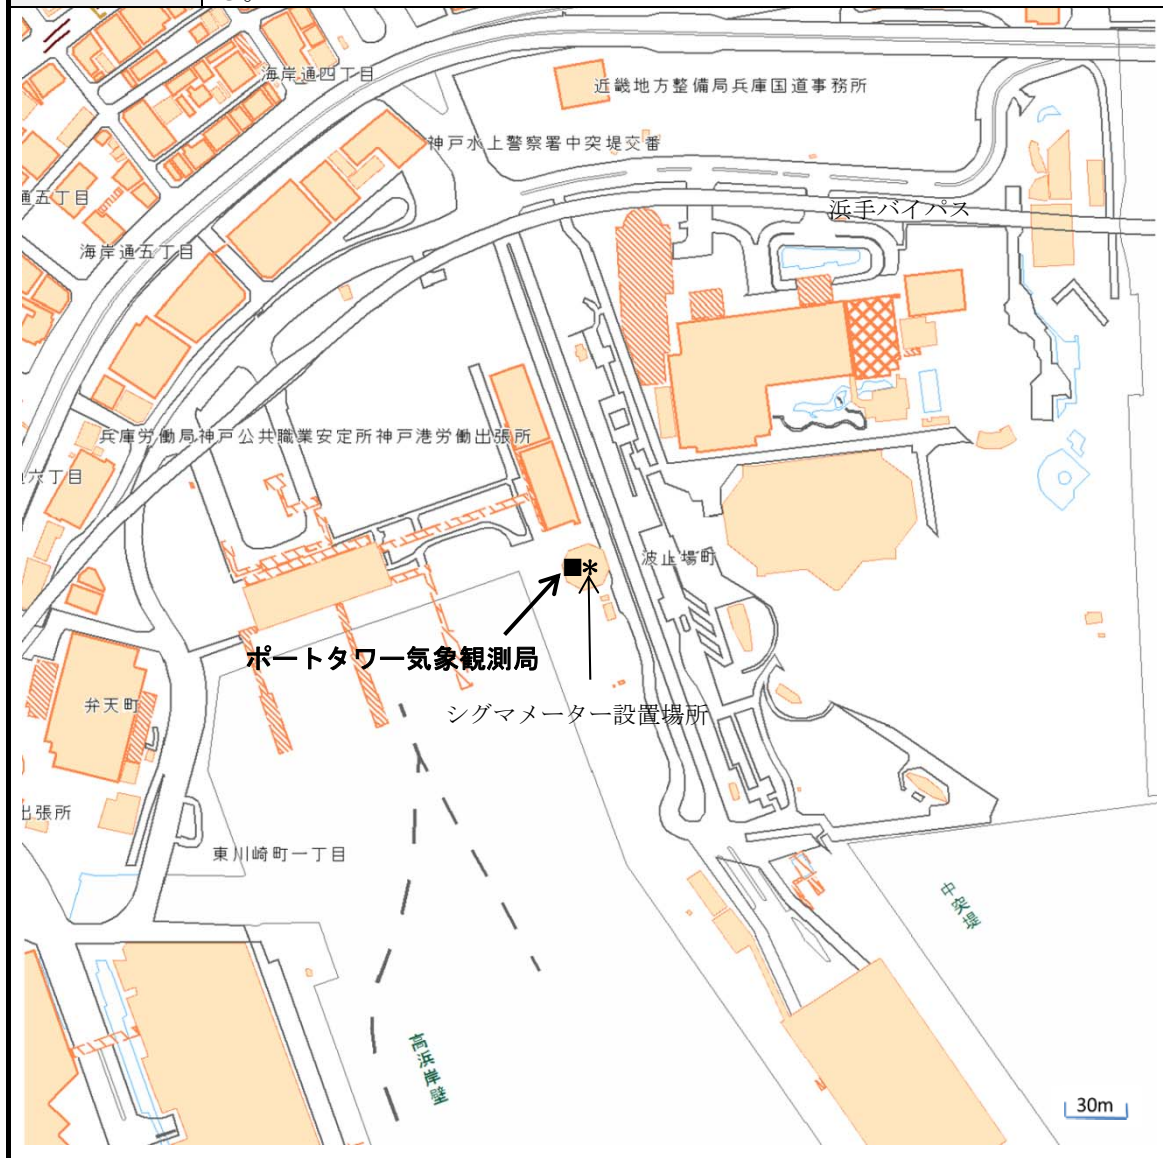 る。
海岸通四丁目
近畿地方整備局兵庫国道事務所
神戸水上警察署中突堤交番
通五丁目
浜手バイパス
海岸通五丁目
兵庫労働局神戸公共職業安定所神戸港労働出張所
六丁目
波止場町
■*
ポートタワー気象観測局
弁天町
シグマメーター設置場所
出張所
東川崎町一丁目
中突堤
高浜岸壁
30m